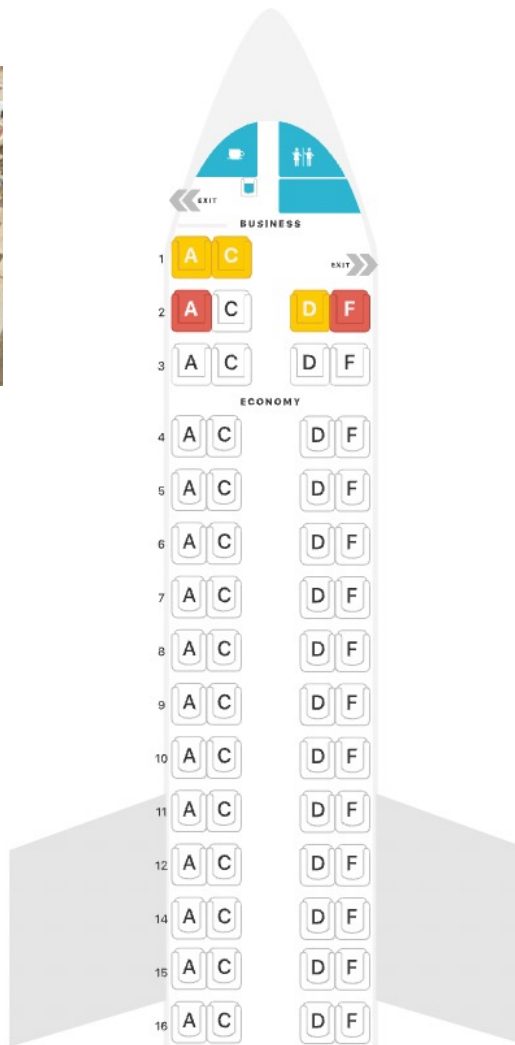 EXIT
BUSINESS
1 A C EXIT
2 A C D F
3 A C D F
ECONOMY
4 A C D F
5 A C D F
6 A C D F
7 A C D F
8 A C D F
9 A C D F
10 A C D F
11 A C D F
12 A C D F
14 A C D F
15 A C D F
16 A C D F